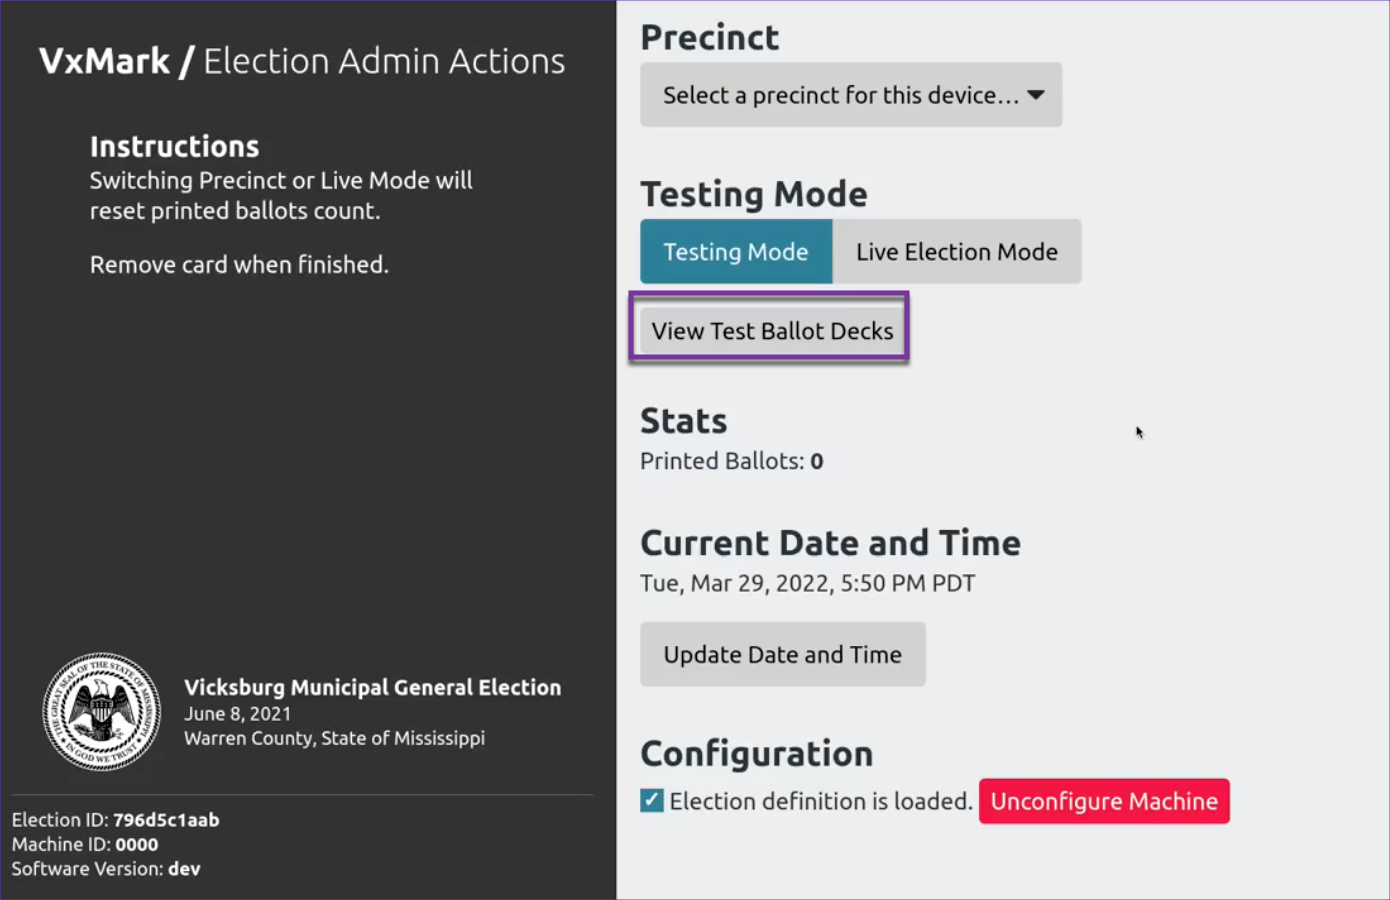 VxMark / Election Admin Actions
Instructions
Switching Precinct or Live Mode will
reset printed ballots count.
Remove card when finished.
THE GREAT SEAL OF THE STATE OF MISSISSIPPI
IN GOD WE TRUST
Vicksburg Municipal General Election
June 8, 2021
Warren County, State of Mississippi
Election ID: 796d5c1aab
Machine ID: 0000
Software Version: dev
Precinct
Select a precinct for this device…
Testing Mode
Testing Mode Live Election Mode
View Test Ballot Decks
Stats
Printed Ballots: 0
Current Date and Time
Tue, Mar 29, 2022, 5:50 PM PDT
Update Date and Time
Configuration
Election definition is loaded. Unconfigure Machine